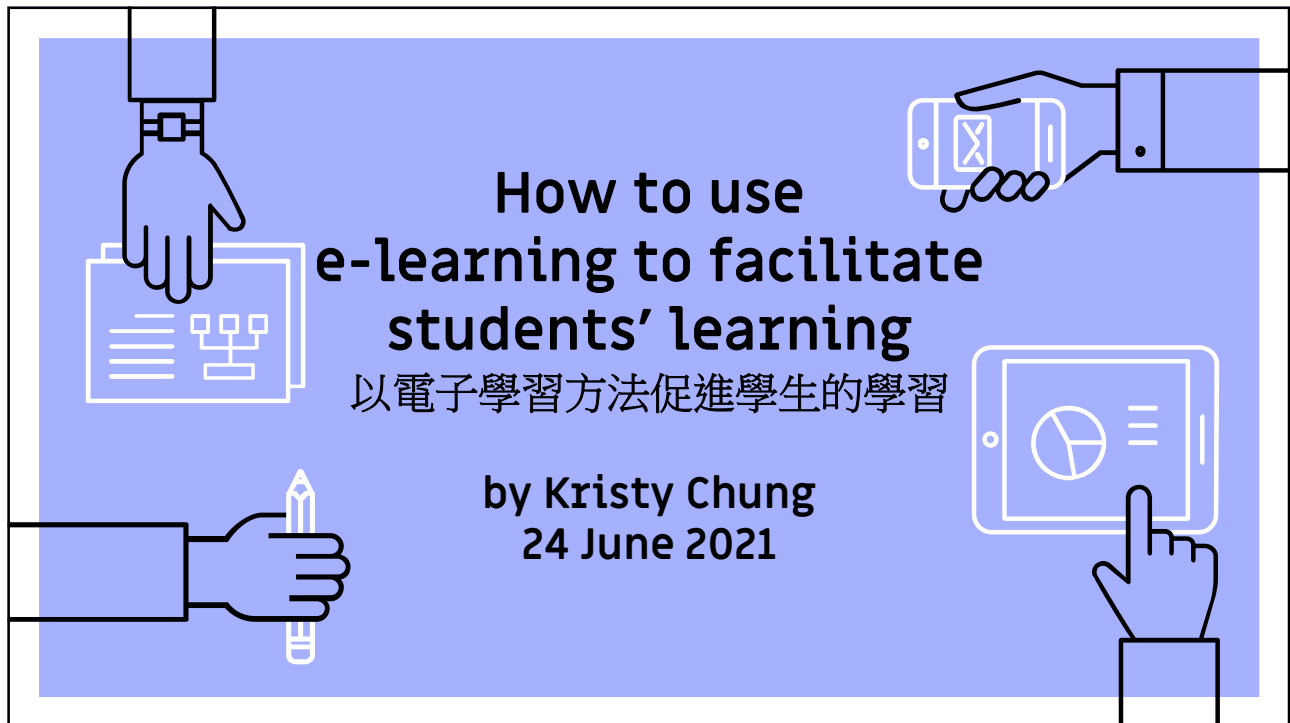 How to use
e-learning to facilitate
students’ learning
以電子學習方法促進學生的學習
by Kristy Chung
24 June 2021